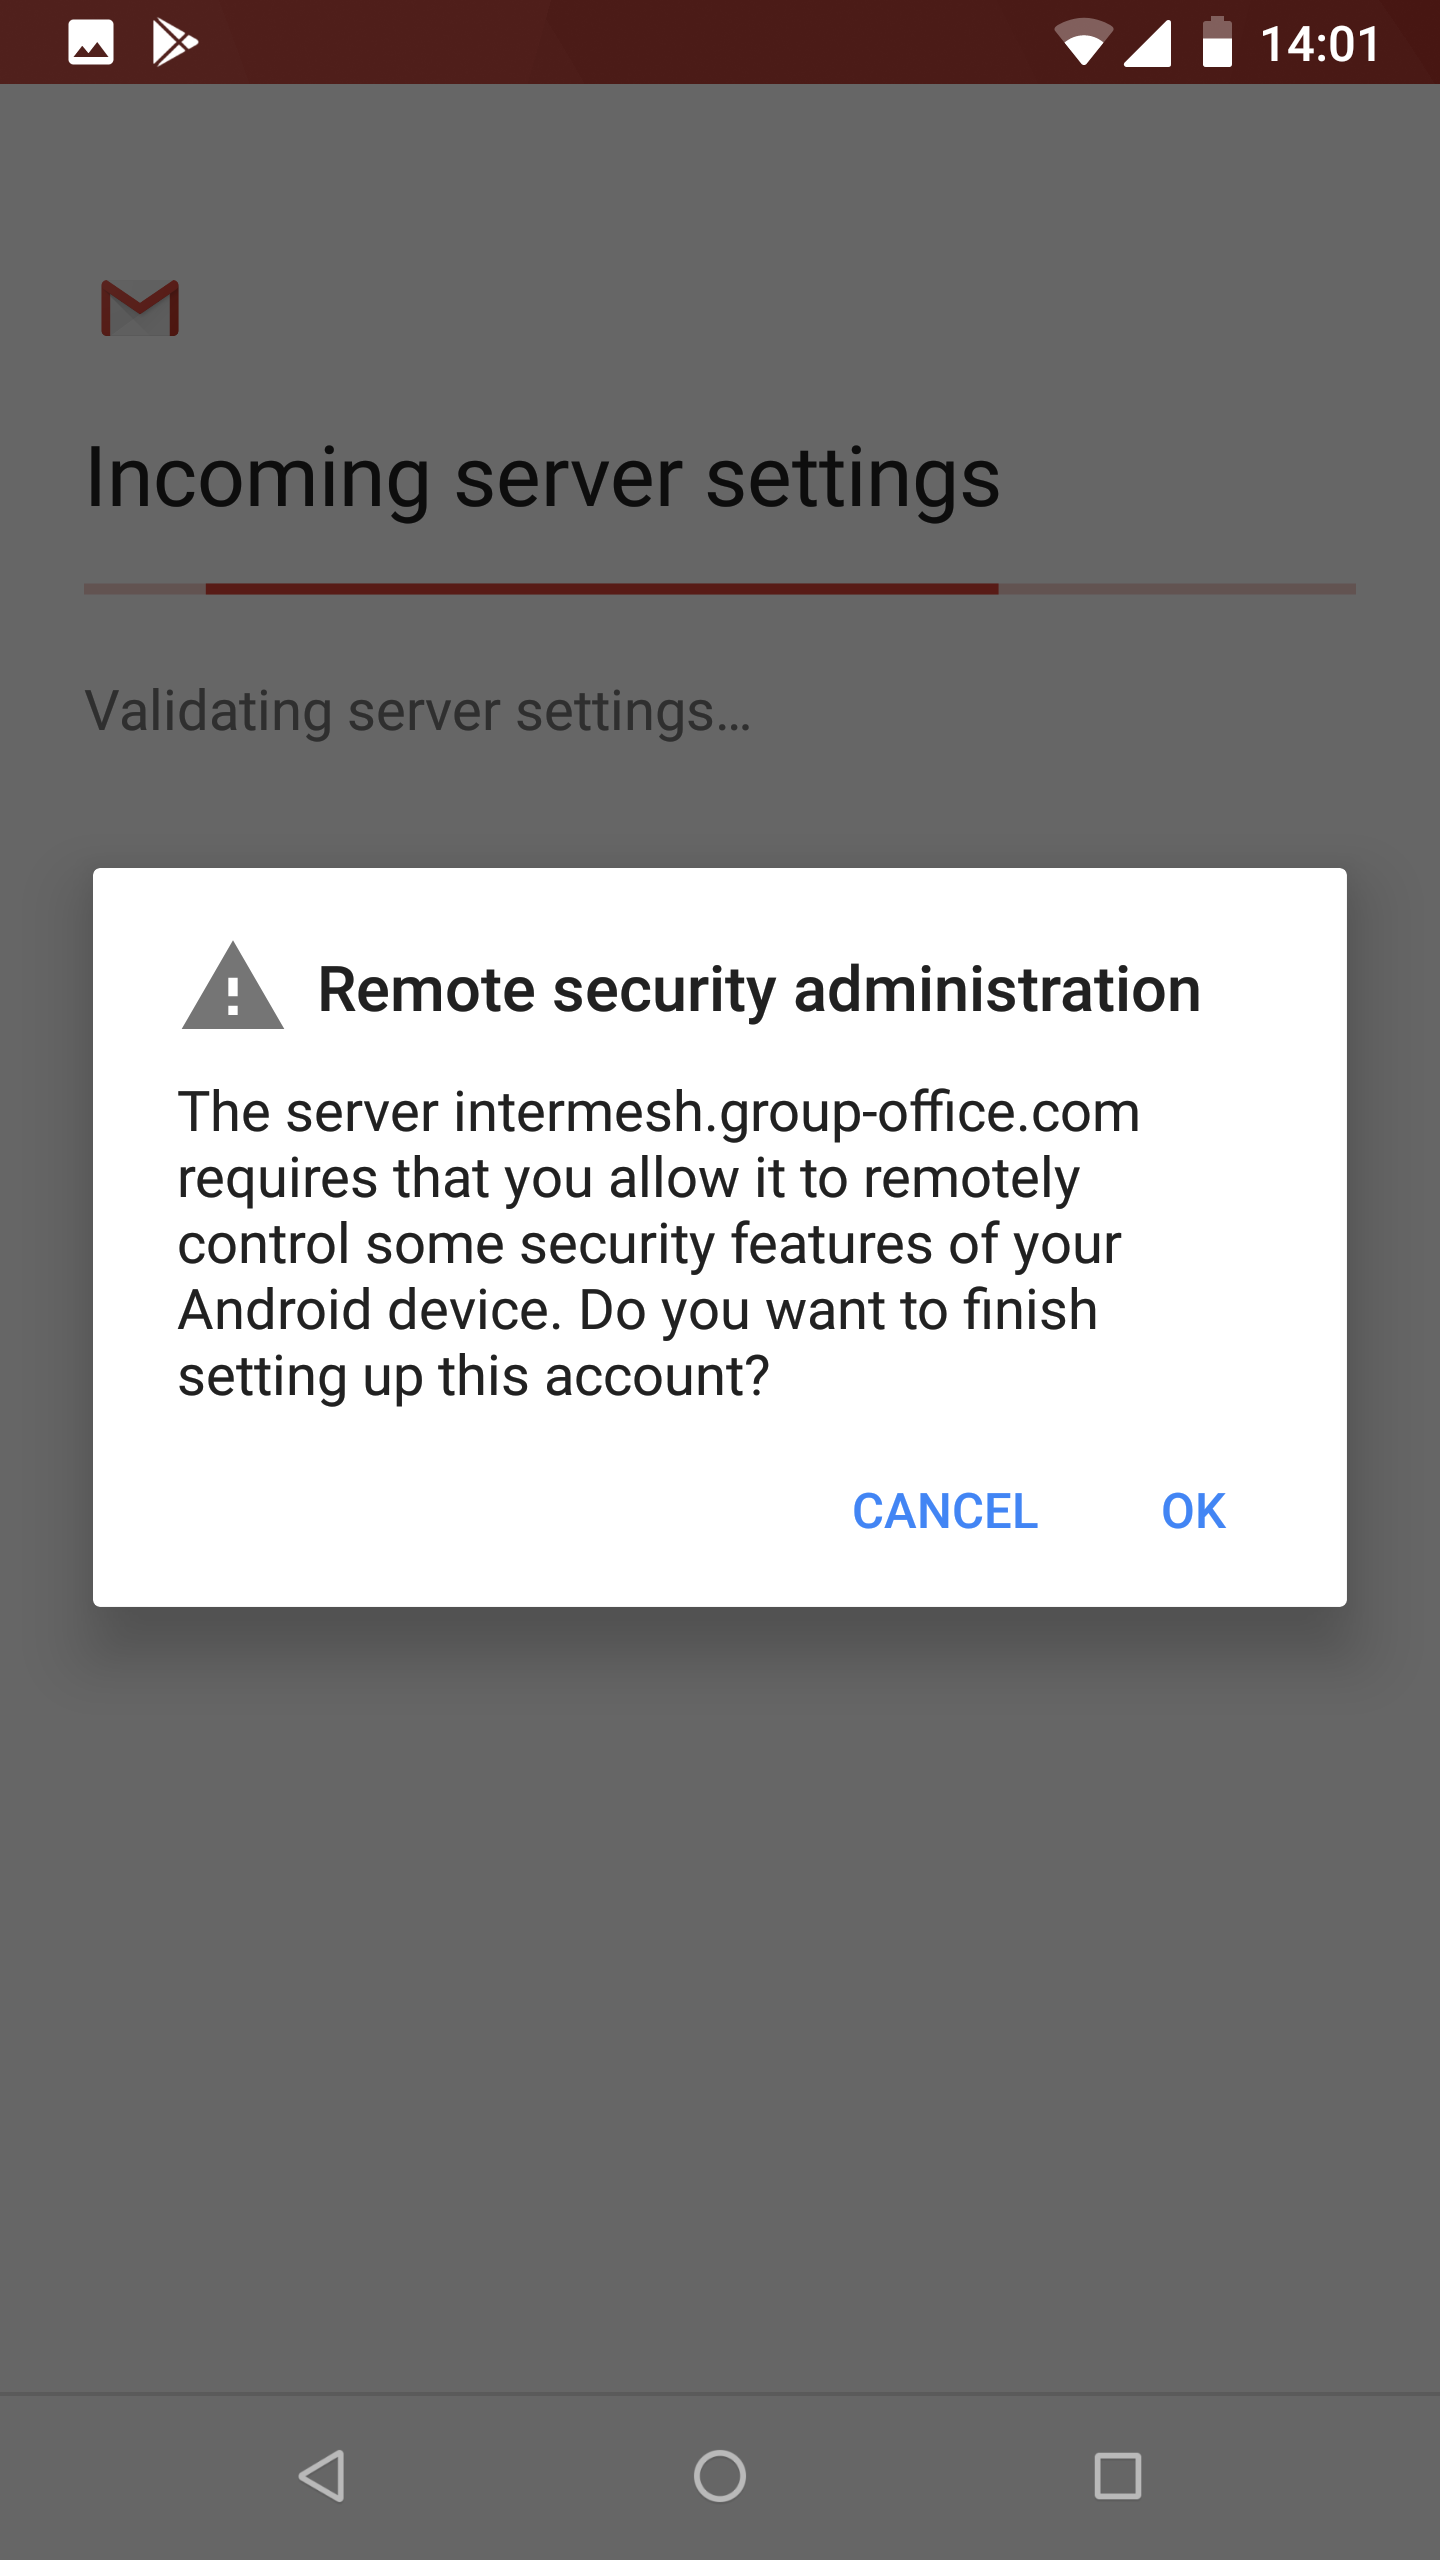 14:01
Incoming server settings
Validating server settings...
Remote security administration
The server intermesh.group-office.com
requires that you allow it to remotely
control some security features of your
Android device. Do you want to finish
setting up this account?
CANCEL OK